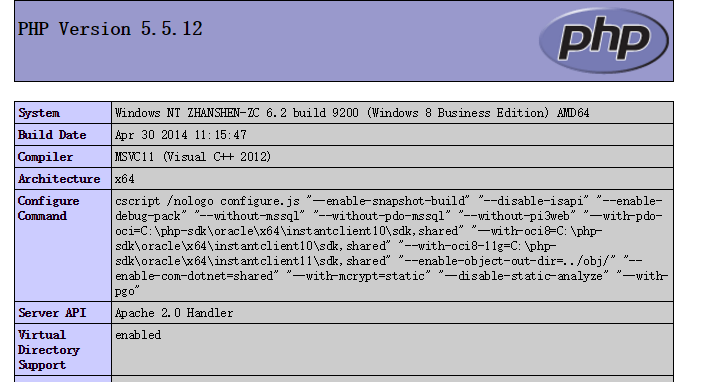 PHP Version 5.5.12
php
System Windows NT ZHANSHEN-ZC 6.2 build 9200 (Windows 8 Business Edition) AMD64
Build Date Apr 30 2014 11:15:47
Compiler MSVC11 (Visual C++ 2012)
Architecture x64
Configure Command
cscript /nologo configure.js "--enable-snapshot-build" "--disable-isapi" "--enable-
debug-pack" "--without-mssql" "--without-pdo-mssql" "--without-pi3web" "--with-pdo-
oci=C:\php-sdk\oracle\x64\instantclient10\sdk,shared" "--with-oci8=C:\php-
sdk\oracle\x64\instantclient10\sdk,shared" "--with-oci8-11g=C:\php-
sdk\oracle\x64\instantclient11\sdk,shared" "--enable-object-out-dir=../obj/" "--
enable-com-dotnet=shared" "--with-mcrypt=static" "--disable-static-analyze" "--with-
pgo"
Server API Apache 2.0 Handler
Virtual Directory Support enabled